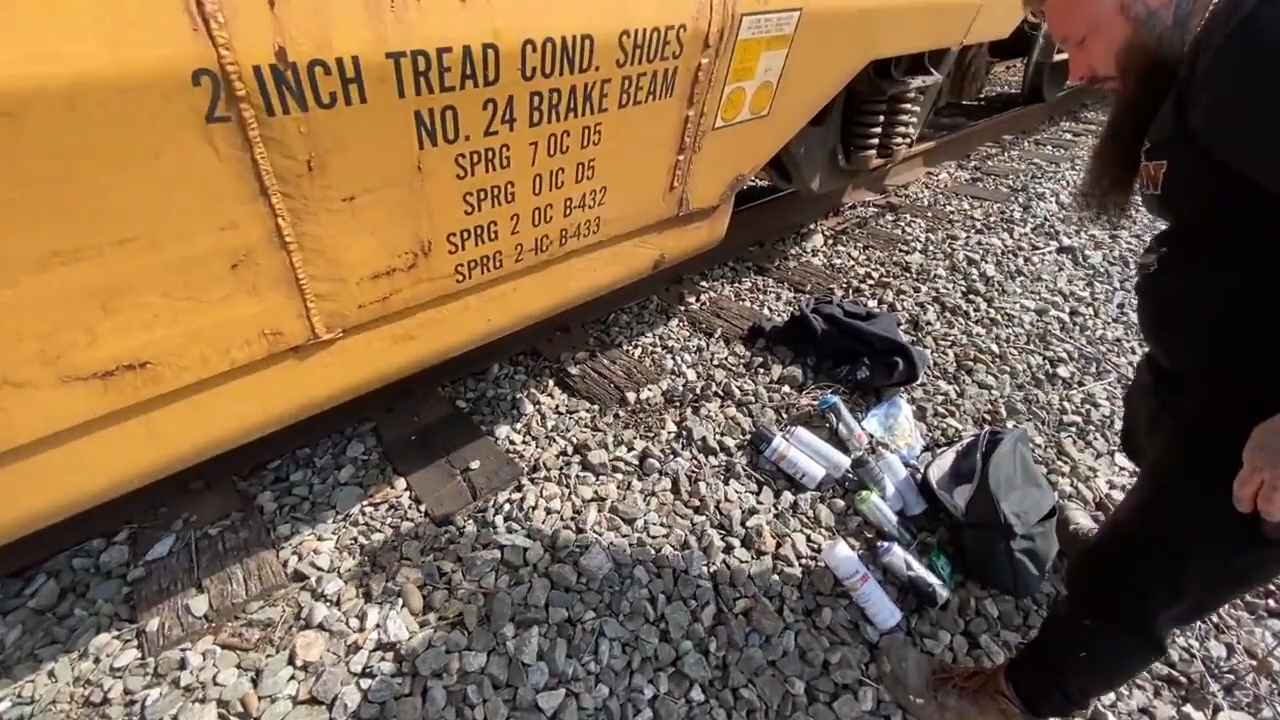 2 INCH TREAD COND. SHOES
NO. 24 BRAKE BEAM
SPRG 7 OC D5
SPRG 0 IC D5
SPRG 2 OC B-432
SPRG 2 IC B-433